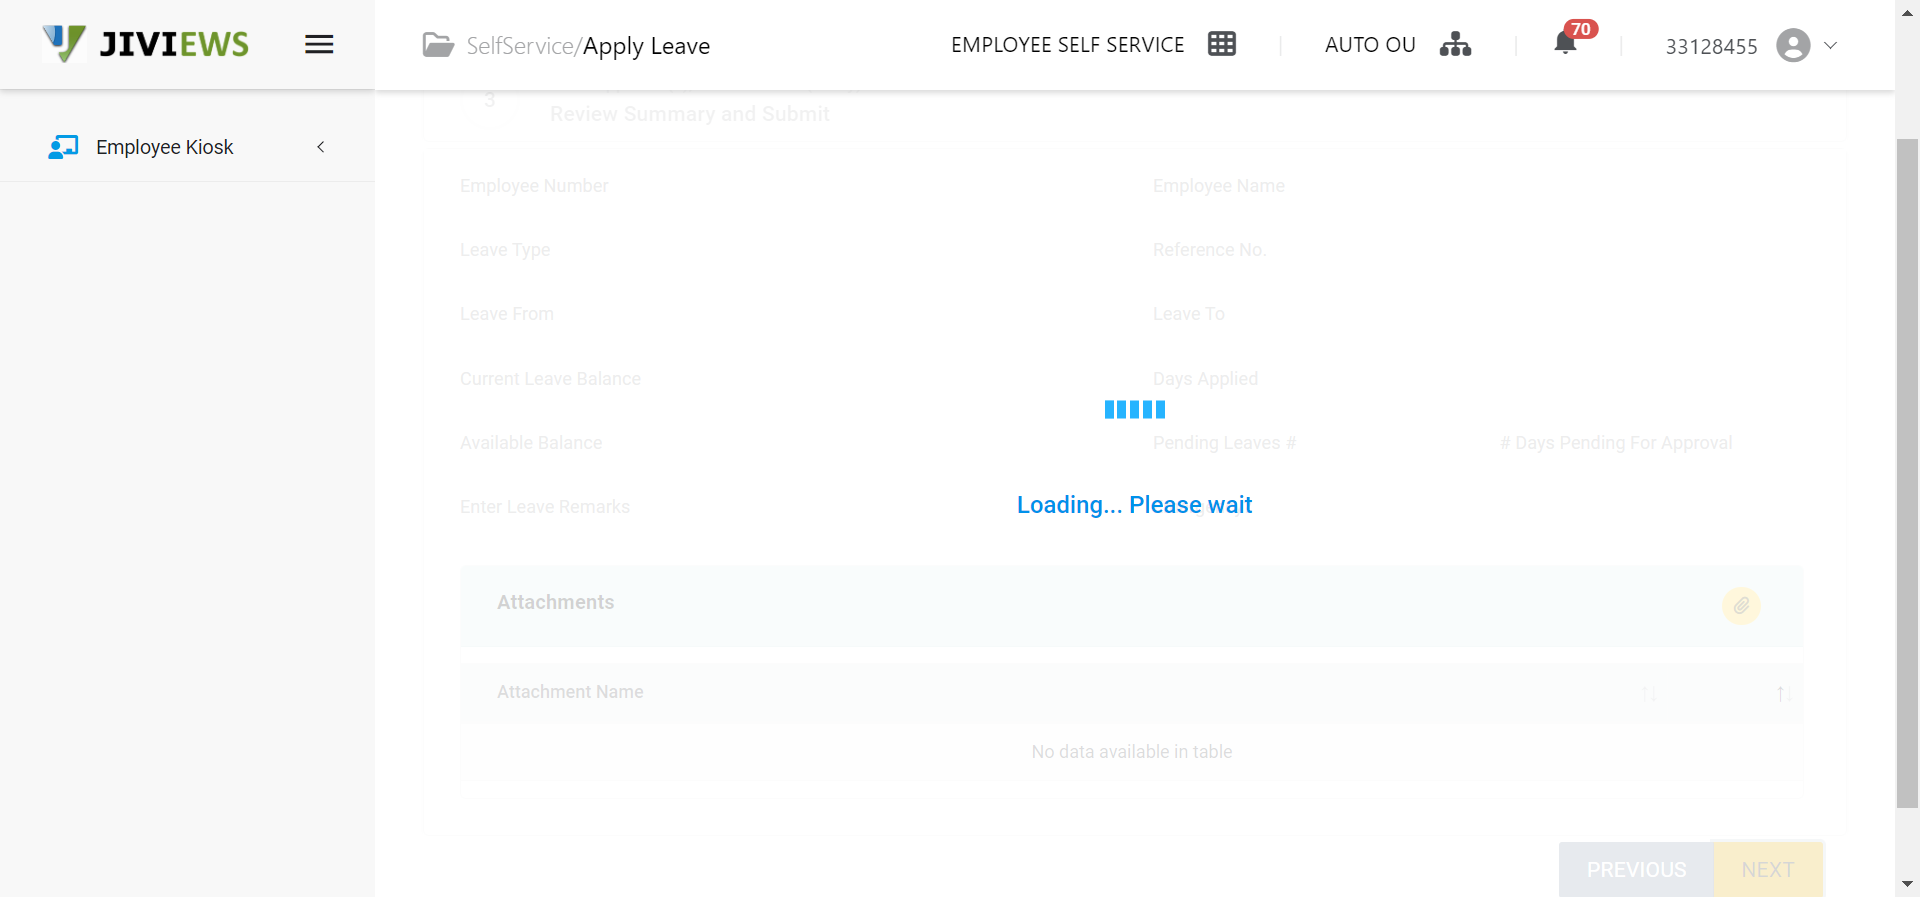 JIVIEWS
SelfService/Apply Leave
EMPLOYEE SELF SERVICE
AUTO OU
70
33128455
Employee Kiosk
3
Review Summary and Submit
Employee Number
Employee Name
Leave Type
Reference No.
Leave From
Leave To
Current Leave Balance
Days Applied
Available Balance
Pending Leaves #
# Days Pending For Approval
Enter Leave Remarks
Loading... Please wait
Attachments
Attachment Name
No data available in table
PREVIOUS
NEXT